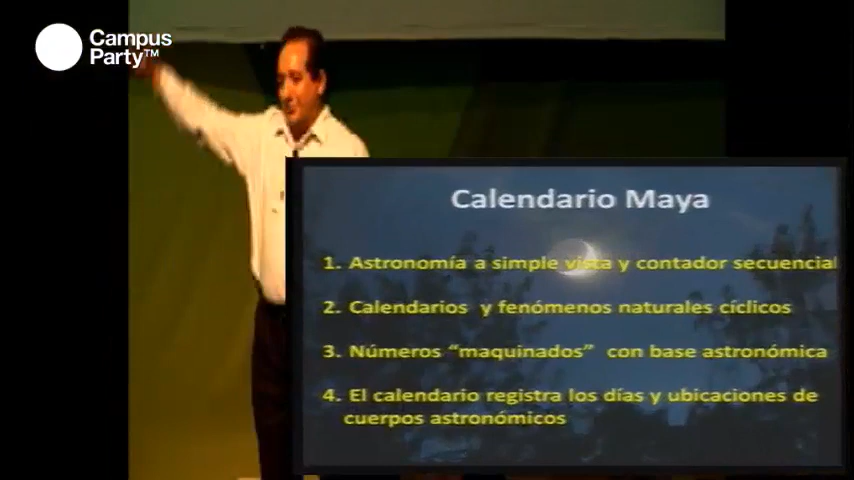 Campus
Party™
Calendario Maya
1. Astronomía a simple vista y contador secuencial
2. Calendarios y fenómenos naturales cíclicos
3. Números “maquinados” con base astronómica
4. El calendario registra los días y ubicaciones de
cuerpos astronómicos